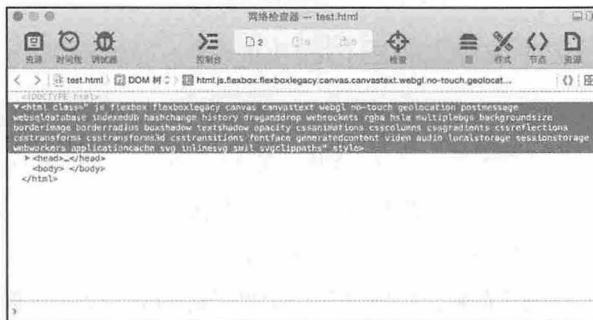 网络检查器 — test.html
2
资源 时间线 调试器 控制台 检查 层 样式 节点 资源
test.html DOM 树 html.js.flexbox.flexboxlegacy.canvas.canvastext.webgl.no-touch.geolocat...
<!DOCTYPE html>
<html class=" js flexbox flexboxlegacy canvas canvastext webgl no-touch geolocation postmessage
websqldatabase indexeddb hashchange history draganddrop websockets rgba hsla multiplebgs backgroundsize
borderimage borderradius boxshadow textshadow opacity cssanimations csscolumns cssgradients cssreflections
csstransforms csstransforms3d csstransitions fontface generatedcontent video audio localstorage sessionstorage
webworkers applicationcache svg inlinesvg smil svgclippaths" style>
<head>…</head>
<body> </body>
</html>